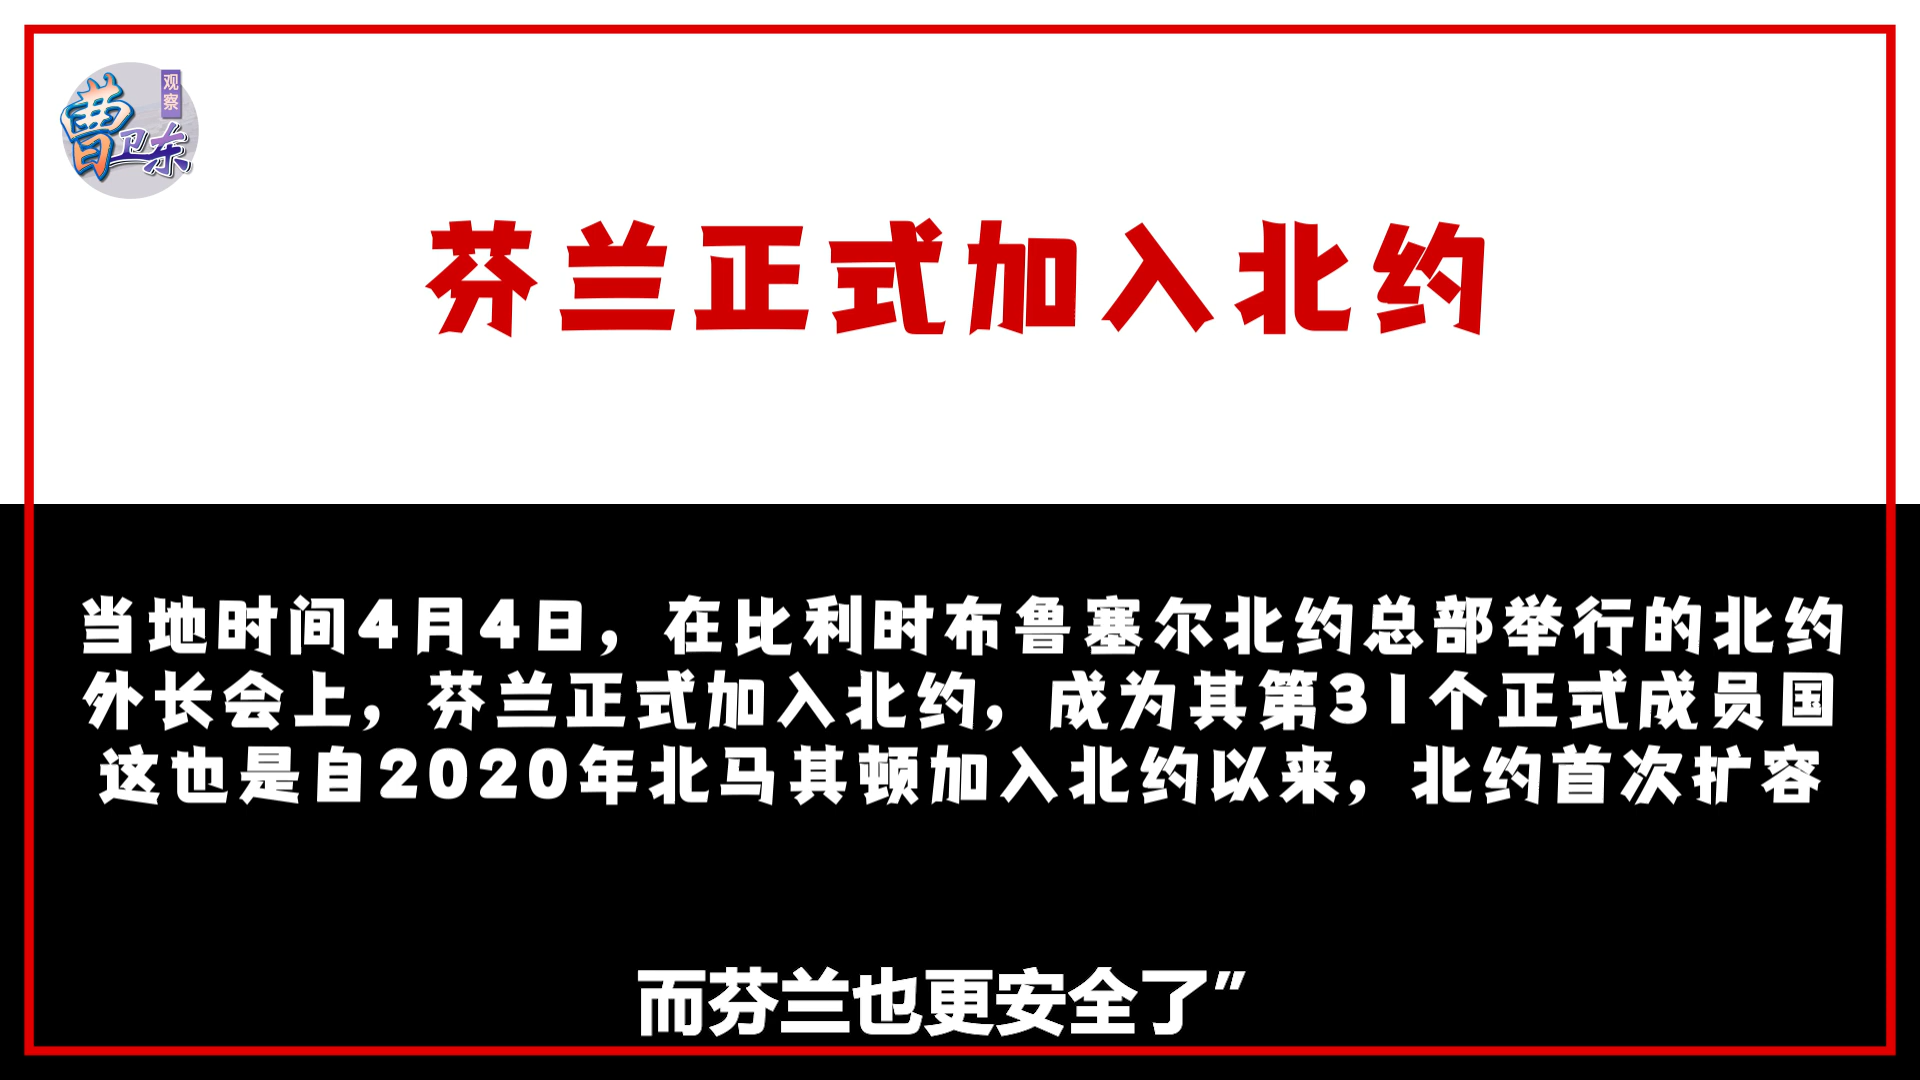 观察
曹卫东
芬兰正式加入北约
当地时间4月4日，在比利时布鲁塞尔北约总部举行的北约
外长会上，芬兰正式加入北约，成为其第31个正式成员国
这也是自2020年北马其顿加入北约以来，北约首次扩容
而芬兰也更安全了”